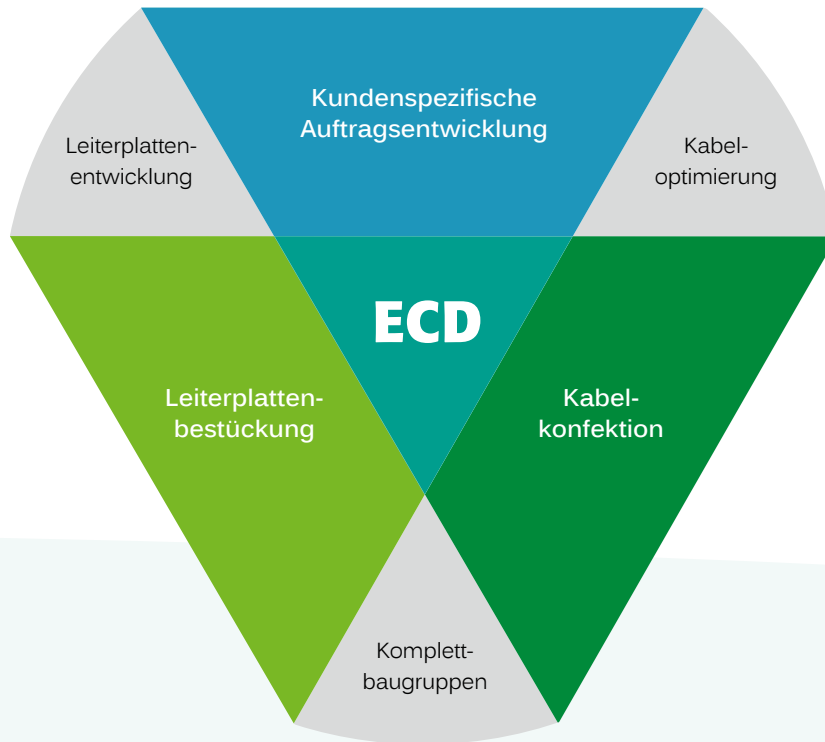 Kundenspezifische
Auftragsentwicklung
Leiterplatten-
entwicklung
Kabel-
optimierung
ECD
Leiterplatten-
bestückung
Kabel-
konfektion
Komplett-
baugruppen